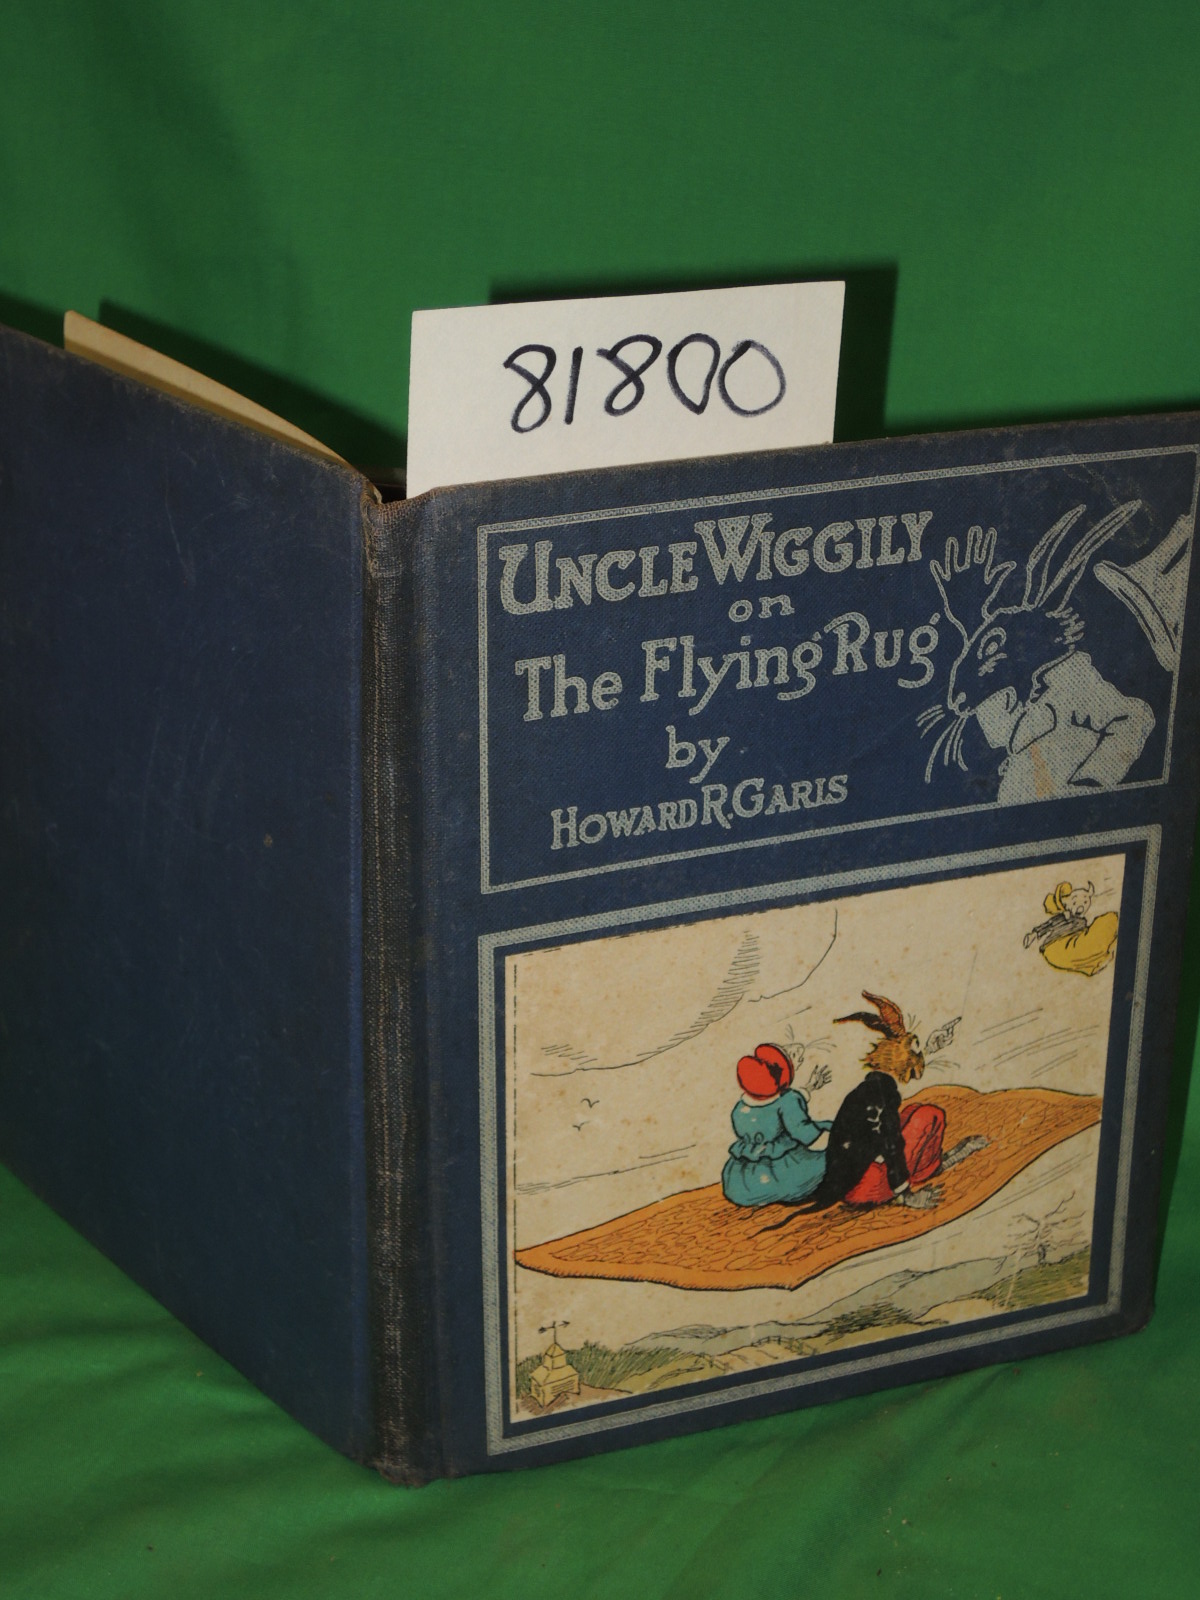 81800
UNCLE WIGGILY
on
The Flying Rug
by
HOWARD R. GARIS